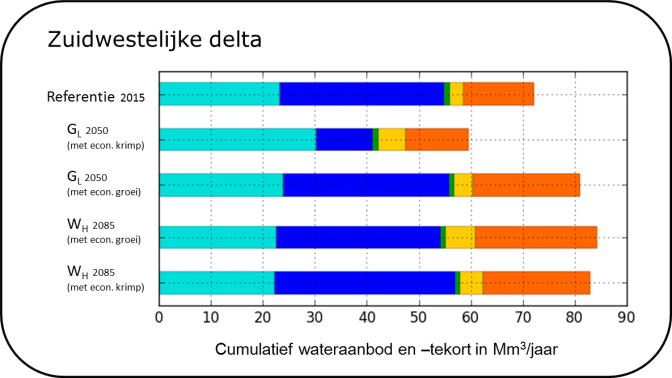 Zuidwestelijke delta
Referentie 2015
GL 2050
(met econ. krimp)
GL 2050
(met econ. groei)
WH 2085
(met econ. groei)
WH 2085
(met econ. krimp)
0 10 20 30 40 50 60 70 80 90
Cumulatief wateraanbod en –tekort in Mm³/jaar